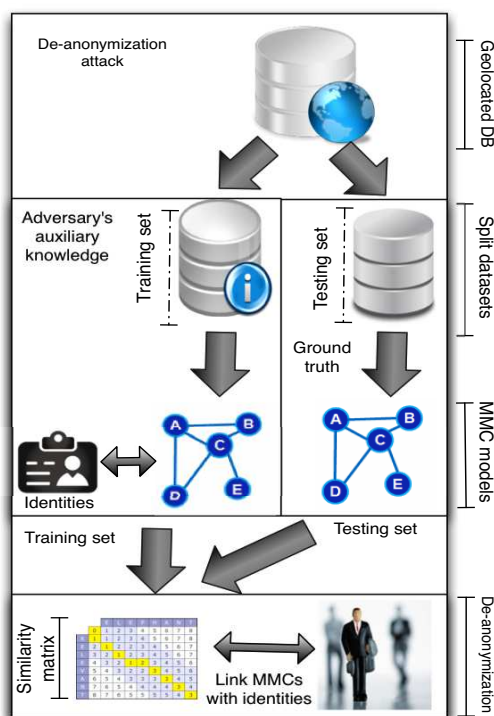 De-anonymization
attack
Geolocated DB
Adversary's
auxiliary
knowledge
Training set
Testing set
Split datasets
Ground
truth
A
B
C
D
E
A
B
C
D
E
MMC models
Identities
Training set
Testing set
Similarity
matrix
Link MMCs
with identities
De-anonymization